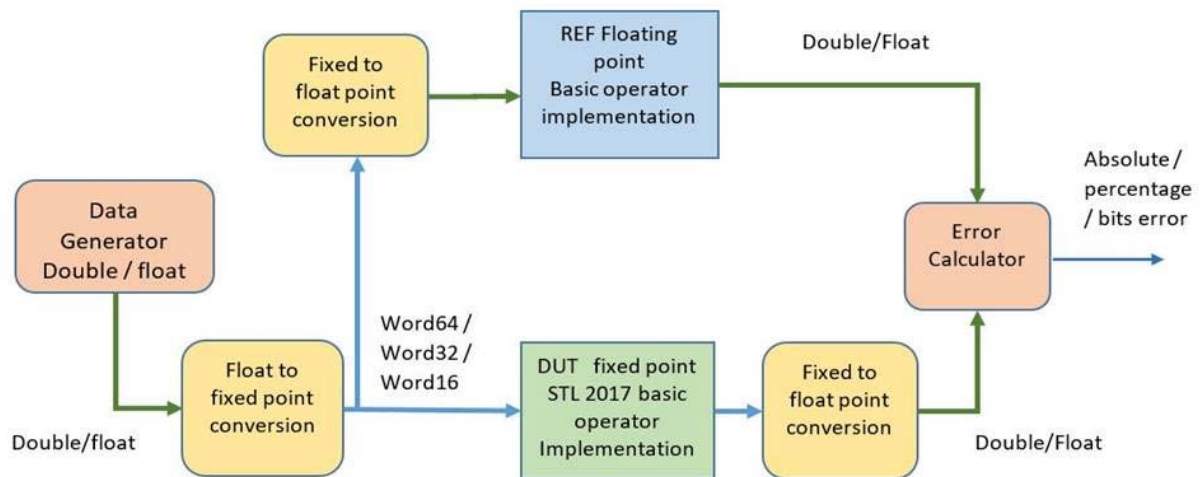 REF Floating
point
Basic operator
implementation
Double/Float
Fixed to
float point
conversion
Absolute /
percentage
/ bits error
Data
Generator
Double / float
Error
Calculator
Word64 /
Word32 /
Word16
Float to
fixed point
conversion
DUT fixed point
STL 2017 basic
operator
Implementation
Fixed to
float point
conversion
Double/float
Double/Float